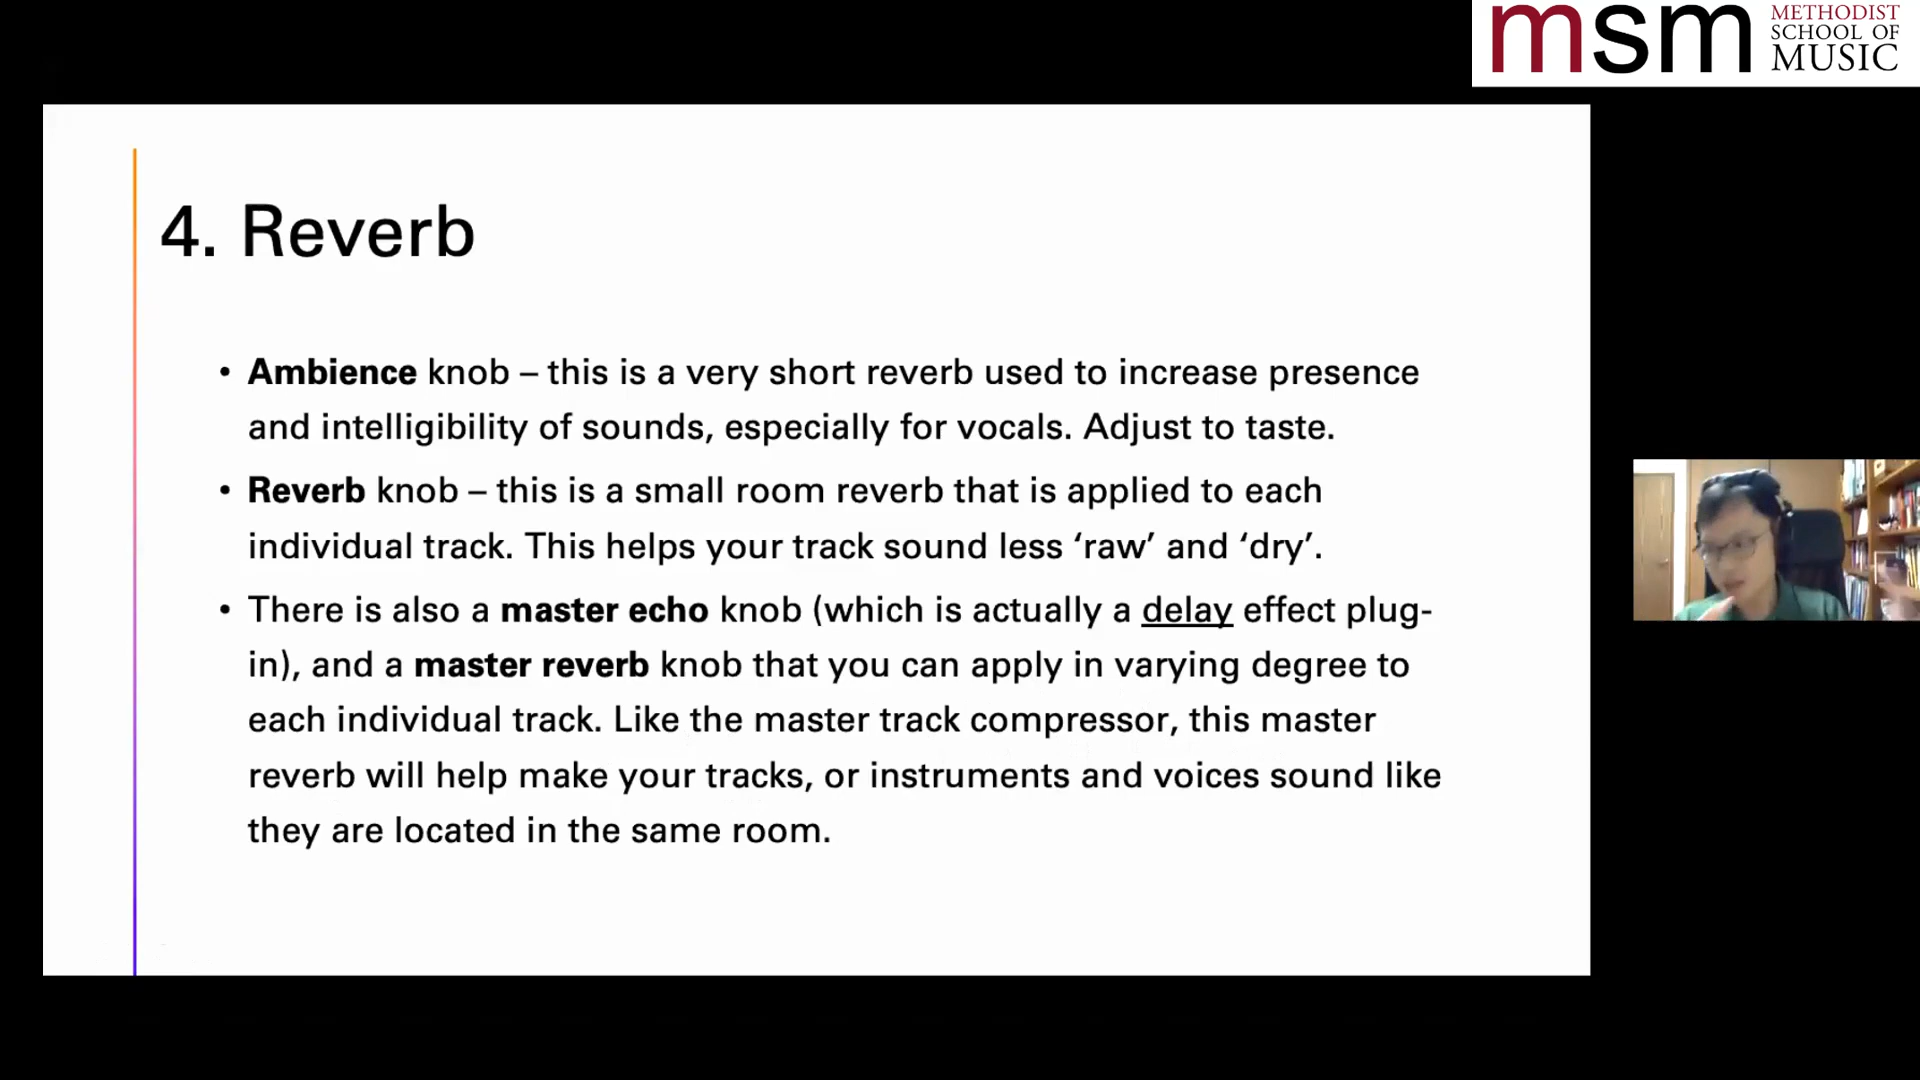 msm
METHODIST
SCHOOL OF
MUSIC
4. Reverb
• Ambience knob – this is a very short reverb used to increase presence
and intelligibility of sounds, especially for vocals. Adjust to taste.
• Reverb knob – this is a small room reverb that is applied to each
individual track. This helps your track sound less ‘raw’ and ‘dry’.
• There is also a master echo knob (which is actually a delay effect plug-
in), and a master reverb knob that you can apply in varying degree to
each individual track. Like the master track compressor, this master
reverb will help make your tracks, or instruments and voices sound like
they are located in the same room.